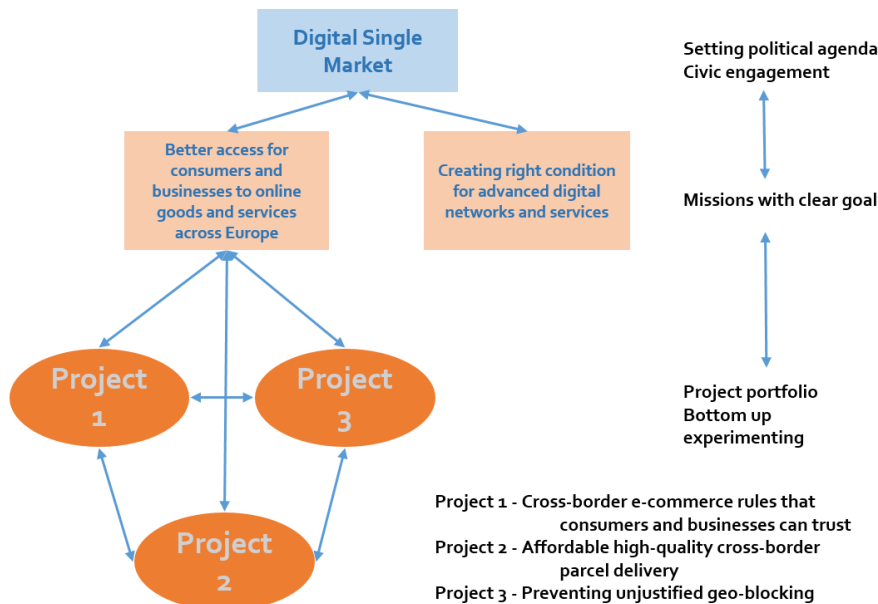 Digital Single
Market
Setting political agenda
Civic engagement
Better access for
consumers and
businesses to online
goods and services
across Europe
Creating right condition
for advanced digital
networks and services
Missions with clear goal
Project
1
Project
3
Project portfolio
Bottom up
experimenting
Project
2
Project 1 - Cross-border e-commerce rules that
consumers and businesses can trust
Project 2 - Affordable high-quality cross-border
parcel delivery
Project 3 - Preventing unjustified geo-blocking